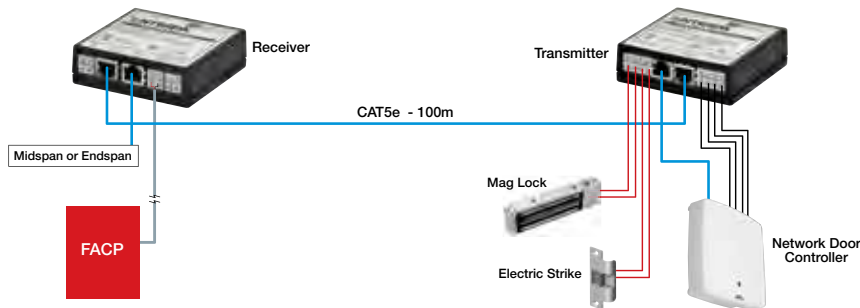 Receiver
Transmitter
CAT5e - 100m
Midspan or Endspan
Mag Lock
FACP
Electric Strike
Network Door
Controller